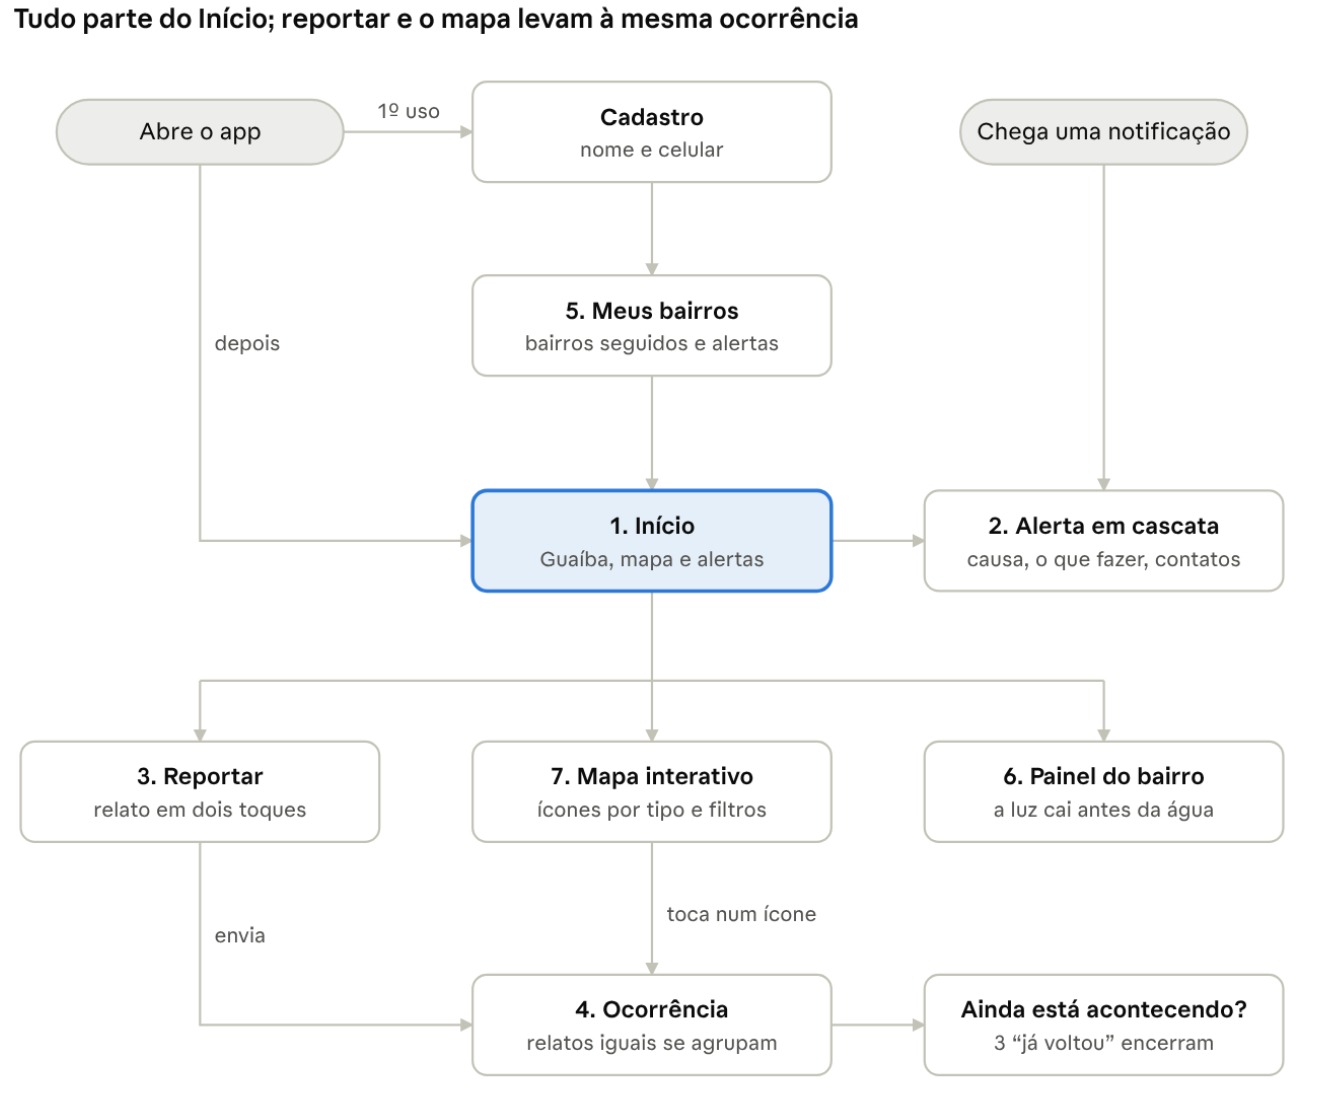 Tudo parte do Início; reportar e o mapa levam à mesma ocorrência
Abre o app
1º uso
Cadastro
nome e celular
Chega uma notificação
5. Meus bairros
bairros seguidos e alertas
depois
1. Início
Guaíba, mapa e alertas
2. Alerta em cascata
causa, o que fazer, contatos
3. Reportar
relato em dois toques
7. Mapa interativo
ícones por tipo e filtros
6. Painel do bairro
a luz cai antes da água
toca num ícone
envia
4. Ocorrência
relatos iguais se agrupam
Ainda está acontecendo?
3 “já voltou” encerram